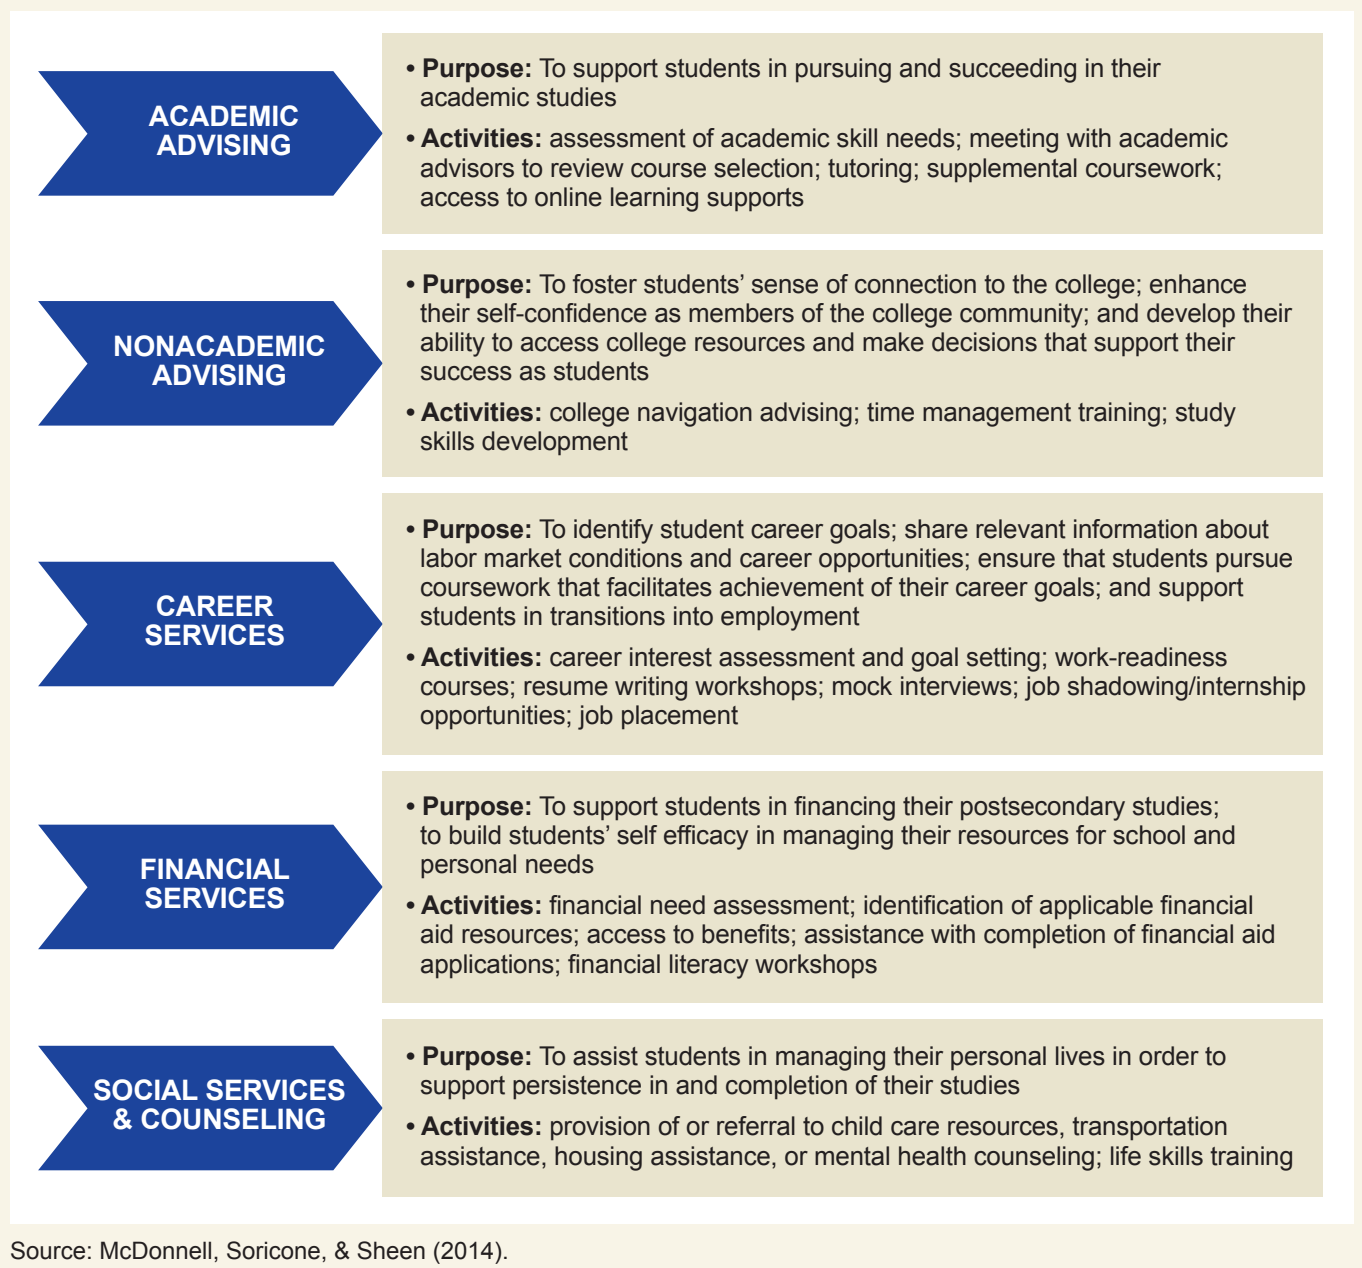 ACADEMIC
ADVISING
• Purpose: To support students in pursuing and succeeding in their
academic studies
• Activities: assessment of academic skill needs; meeting with academic
advisors to review course selection; tutoring; supplemental coursework;
access to online learning supports
NONACADEMIC
ADVISING
• Purpose: To foster students’ sense of connection to the college; enhance
their self-confidence as members of the college community; and develop their
ability to access college resources and make decisions that support their
success as students
• Activities: college navigation advising; time management training; study
skills development
CAREER
SERVICES
• Purpose: To identify student career goals; share relevant information about
labor market conditions and career opportunities; ensure that students pursue
coursework that facilitates achievement of their career goals; and support
students in transitions into employment
• Activities: career interest assessment and goal setting; work-readiness
courses; resume writing workshops; mock interviews; job shadowing/internship
opportunities; job placement
FINANCIAL
SERVICES
• Purpose: To support students in financing their postsecondary studies;
to build students’ self efficacy in managing their resources for school and
personal needs
• Activities: financial need assessment; identification of applicable financial
aid resources; access to benefits; assistance with completion of financial aid
applications; financial literacy workshops
SOCIAL SERVICES
& COUNSELING
• Purpose: To assist students in managing their personal lives in order to
support persistence in and completion of their studies
• Activities: provision of or referral to child care resources, transportation
assistance, housing assistance, or mental health counseling; life skills training
Source: McDonnell, Soricone, & Sheen (2014).